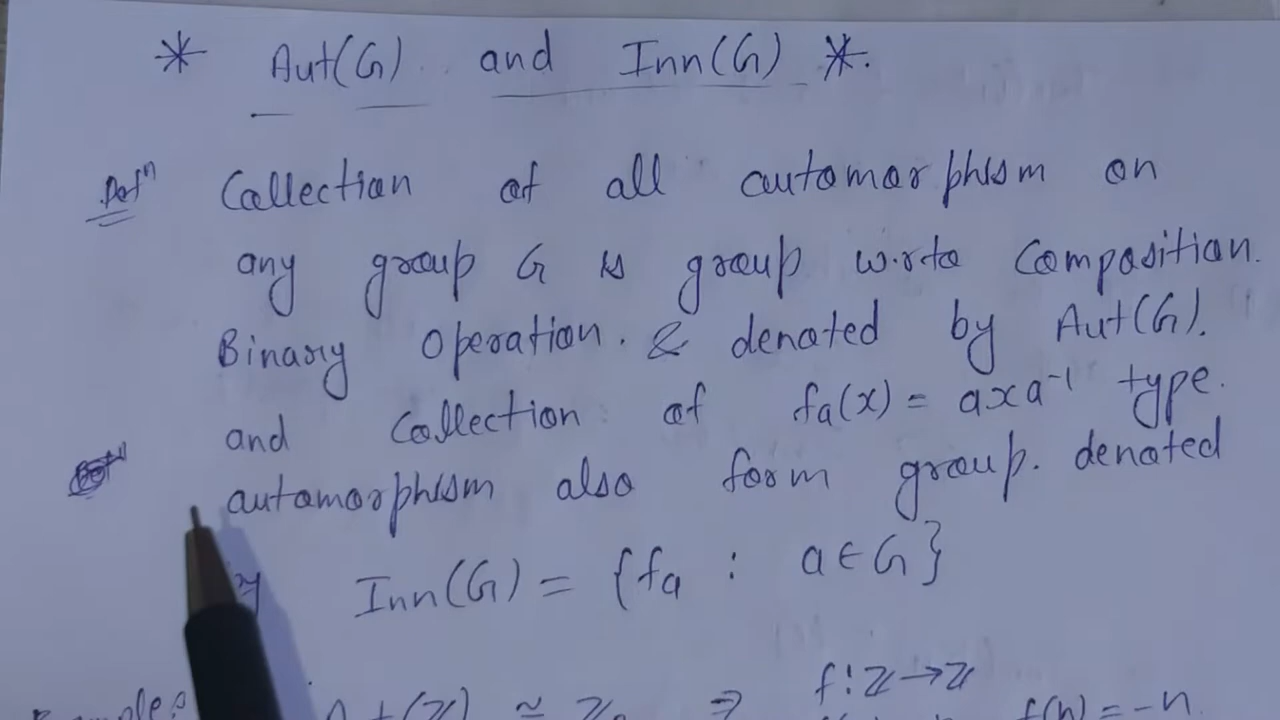 * Aut(G) and Inn(G) *.
Defⁿ Collection of all automorphism on
any group G is group w.r.to Composition.
Binary Operation. & denoted by Aut(G).
and Collection of fa(x) = axa⁻¹ type.
automorphism also form group. denoted
Inn(G) = {fa : a∈G}
f:ℤ→ℤ
≈ ⇒ f(n) = -n